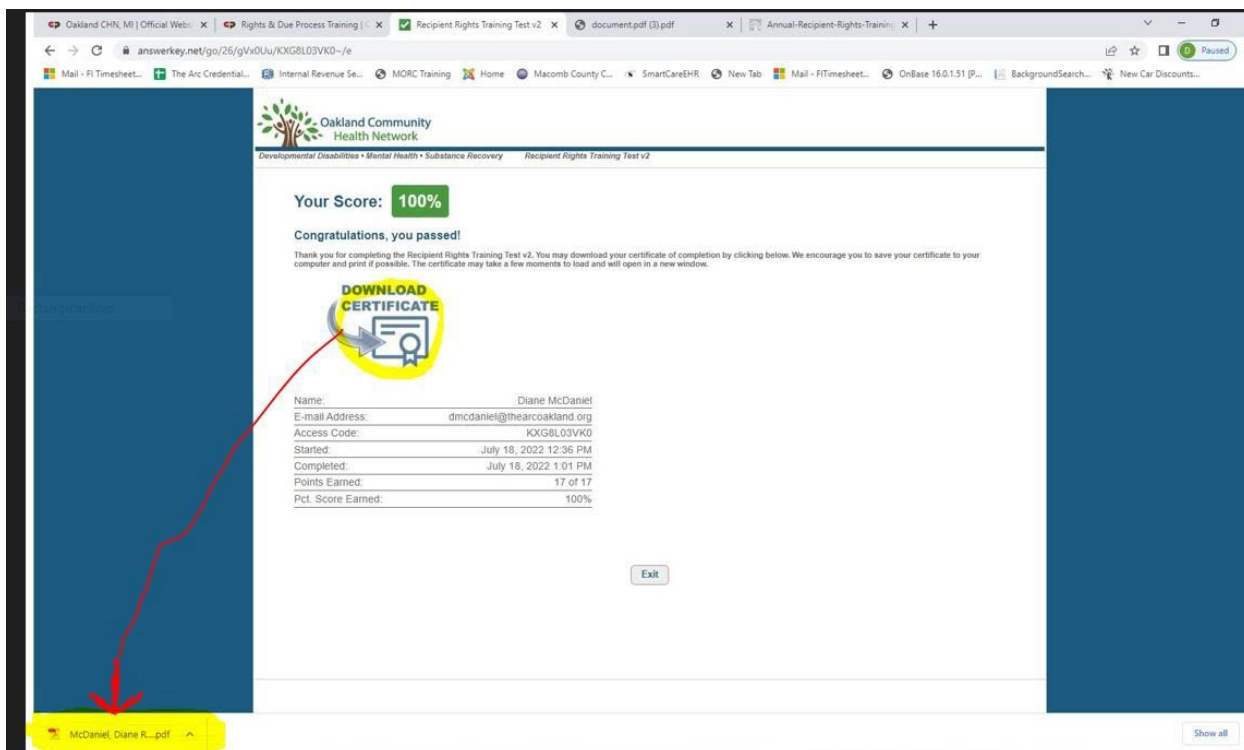 Oakland CHN, MI | Official Webs
Rights & Due Process Training | C
Recipient Rights Training Test v2
document.pdf (3).pdf
Annual-Recipient-Rights-Training
answerkey.net/go/26/gVx0Uu/KXG8L03VK0~/e
Paused
Mail - FI Timesheet...
The Arc Credential...
Internal Revenue Se...
MORC Training
Home
Macomb County C...
SmartCareEHR
New Tab
Mail - FITimesheet...
OnBase 16.0.1.51 [P...
BackgroundSearch...
New Car Discounts...
Oakland Community
Health Network
Developmental Disabilities • Mental Health • Substance Recovery Recipient Rights Training Test v2
Your Score: 100%
Congratulations, you passed!
Thank you for completing the Recipient Rights Training Test v2. You may download your certificate of completion by clicking below. We encourage you to save your certificate to your
computer and print if possible. The certificate may take a few moments to load and will open in a new window.
DOWNLOAD
CERTIFICATE
Name: Diane McDaniel
E-mail Address: dmcdaniel@thearcoakland.org
Access Code: KXG8L03VK0
Started: July 18, 2022 12:36 PM
Completed: July 18, 2022 1:01 PM
Points Earned: 17 of 17
Pct. Score Earned: 100%
Exit
McDaniel, Diane R....pdf
Show all